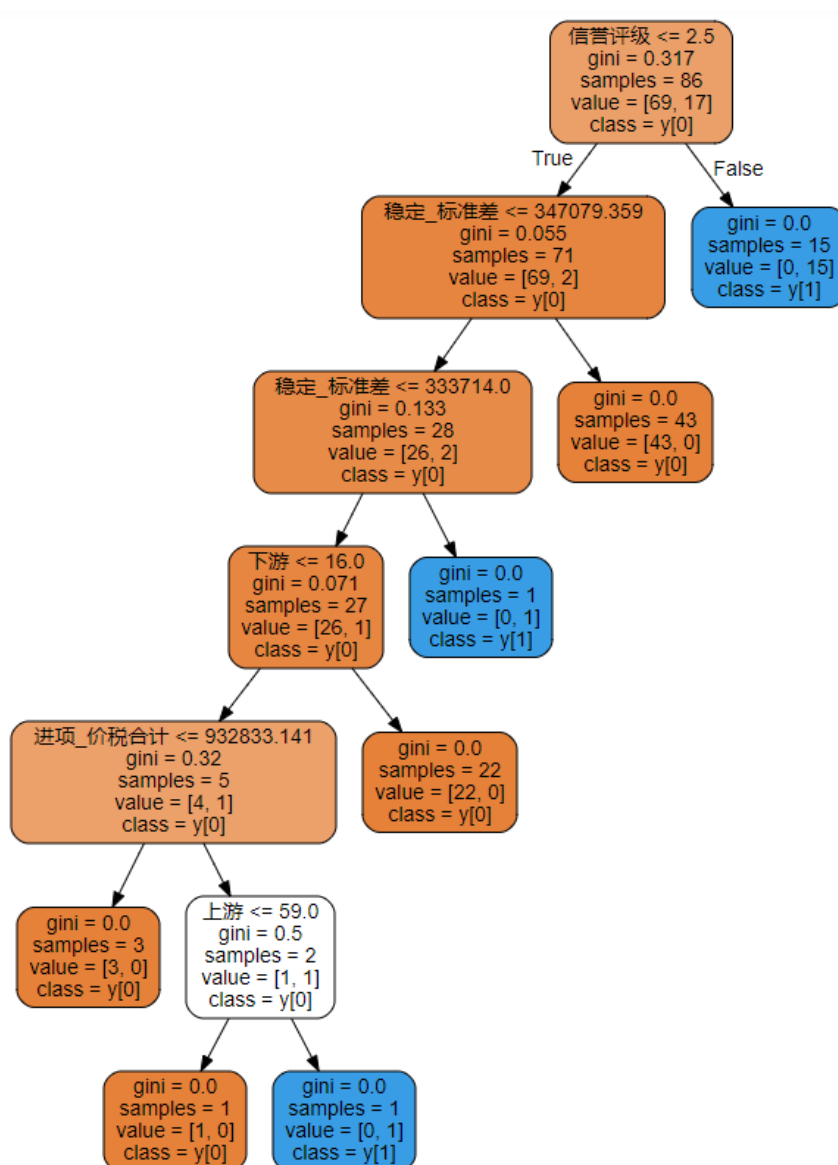 信誉评级 <= 2.5
gini = 0.317
samples = 86
value = [69, 17]
class = y[0]
True
False
稳定_标准差 <= 347079.359
gini = 0.055
samples = 71
value = [69, 2]
class = y[0]
gini = 0.0
samples = 15
value = [0, 15]
class = y[1]
稳定_标准差 <= 333714.0
gini = 0.133
samples = 28
value = [26, 2]
class = y[0]
gini = 0.0
samples = 43
value = [43, 0]
class = y[0]
下游 <= 16.0
gini = 0.071
samples = 27
value = [26, 1]
class = y[0]
gini = 0.0
samples = 1
value = [0, 1]
class = y[1]
进项_价税合计 <= 932833.141
gini = 0.32
samples = 5
value = [4, 1]
class = y[0]
gini = 0.0
samples = 22
value = [22, 0]
class = y[0]
gini = 0.0
samples = 3
value = [3, 0]
class = y[0]
上游 <= 59.0
gini = 0.5
samples = 2
value = [1, 1]
class = y[0]
gini = 0.0
samples = 1
value = [1, 0]
class = y[0]
gini = 0.0
samples = 1
value = [0, 1]
class = y[1]